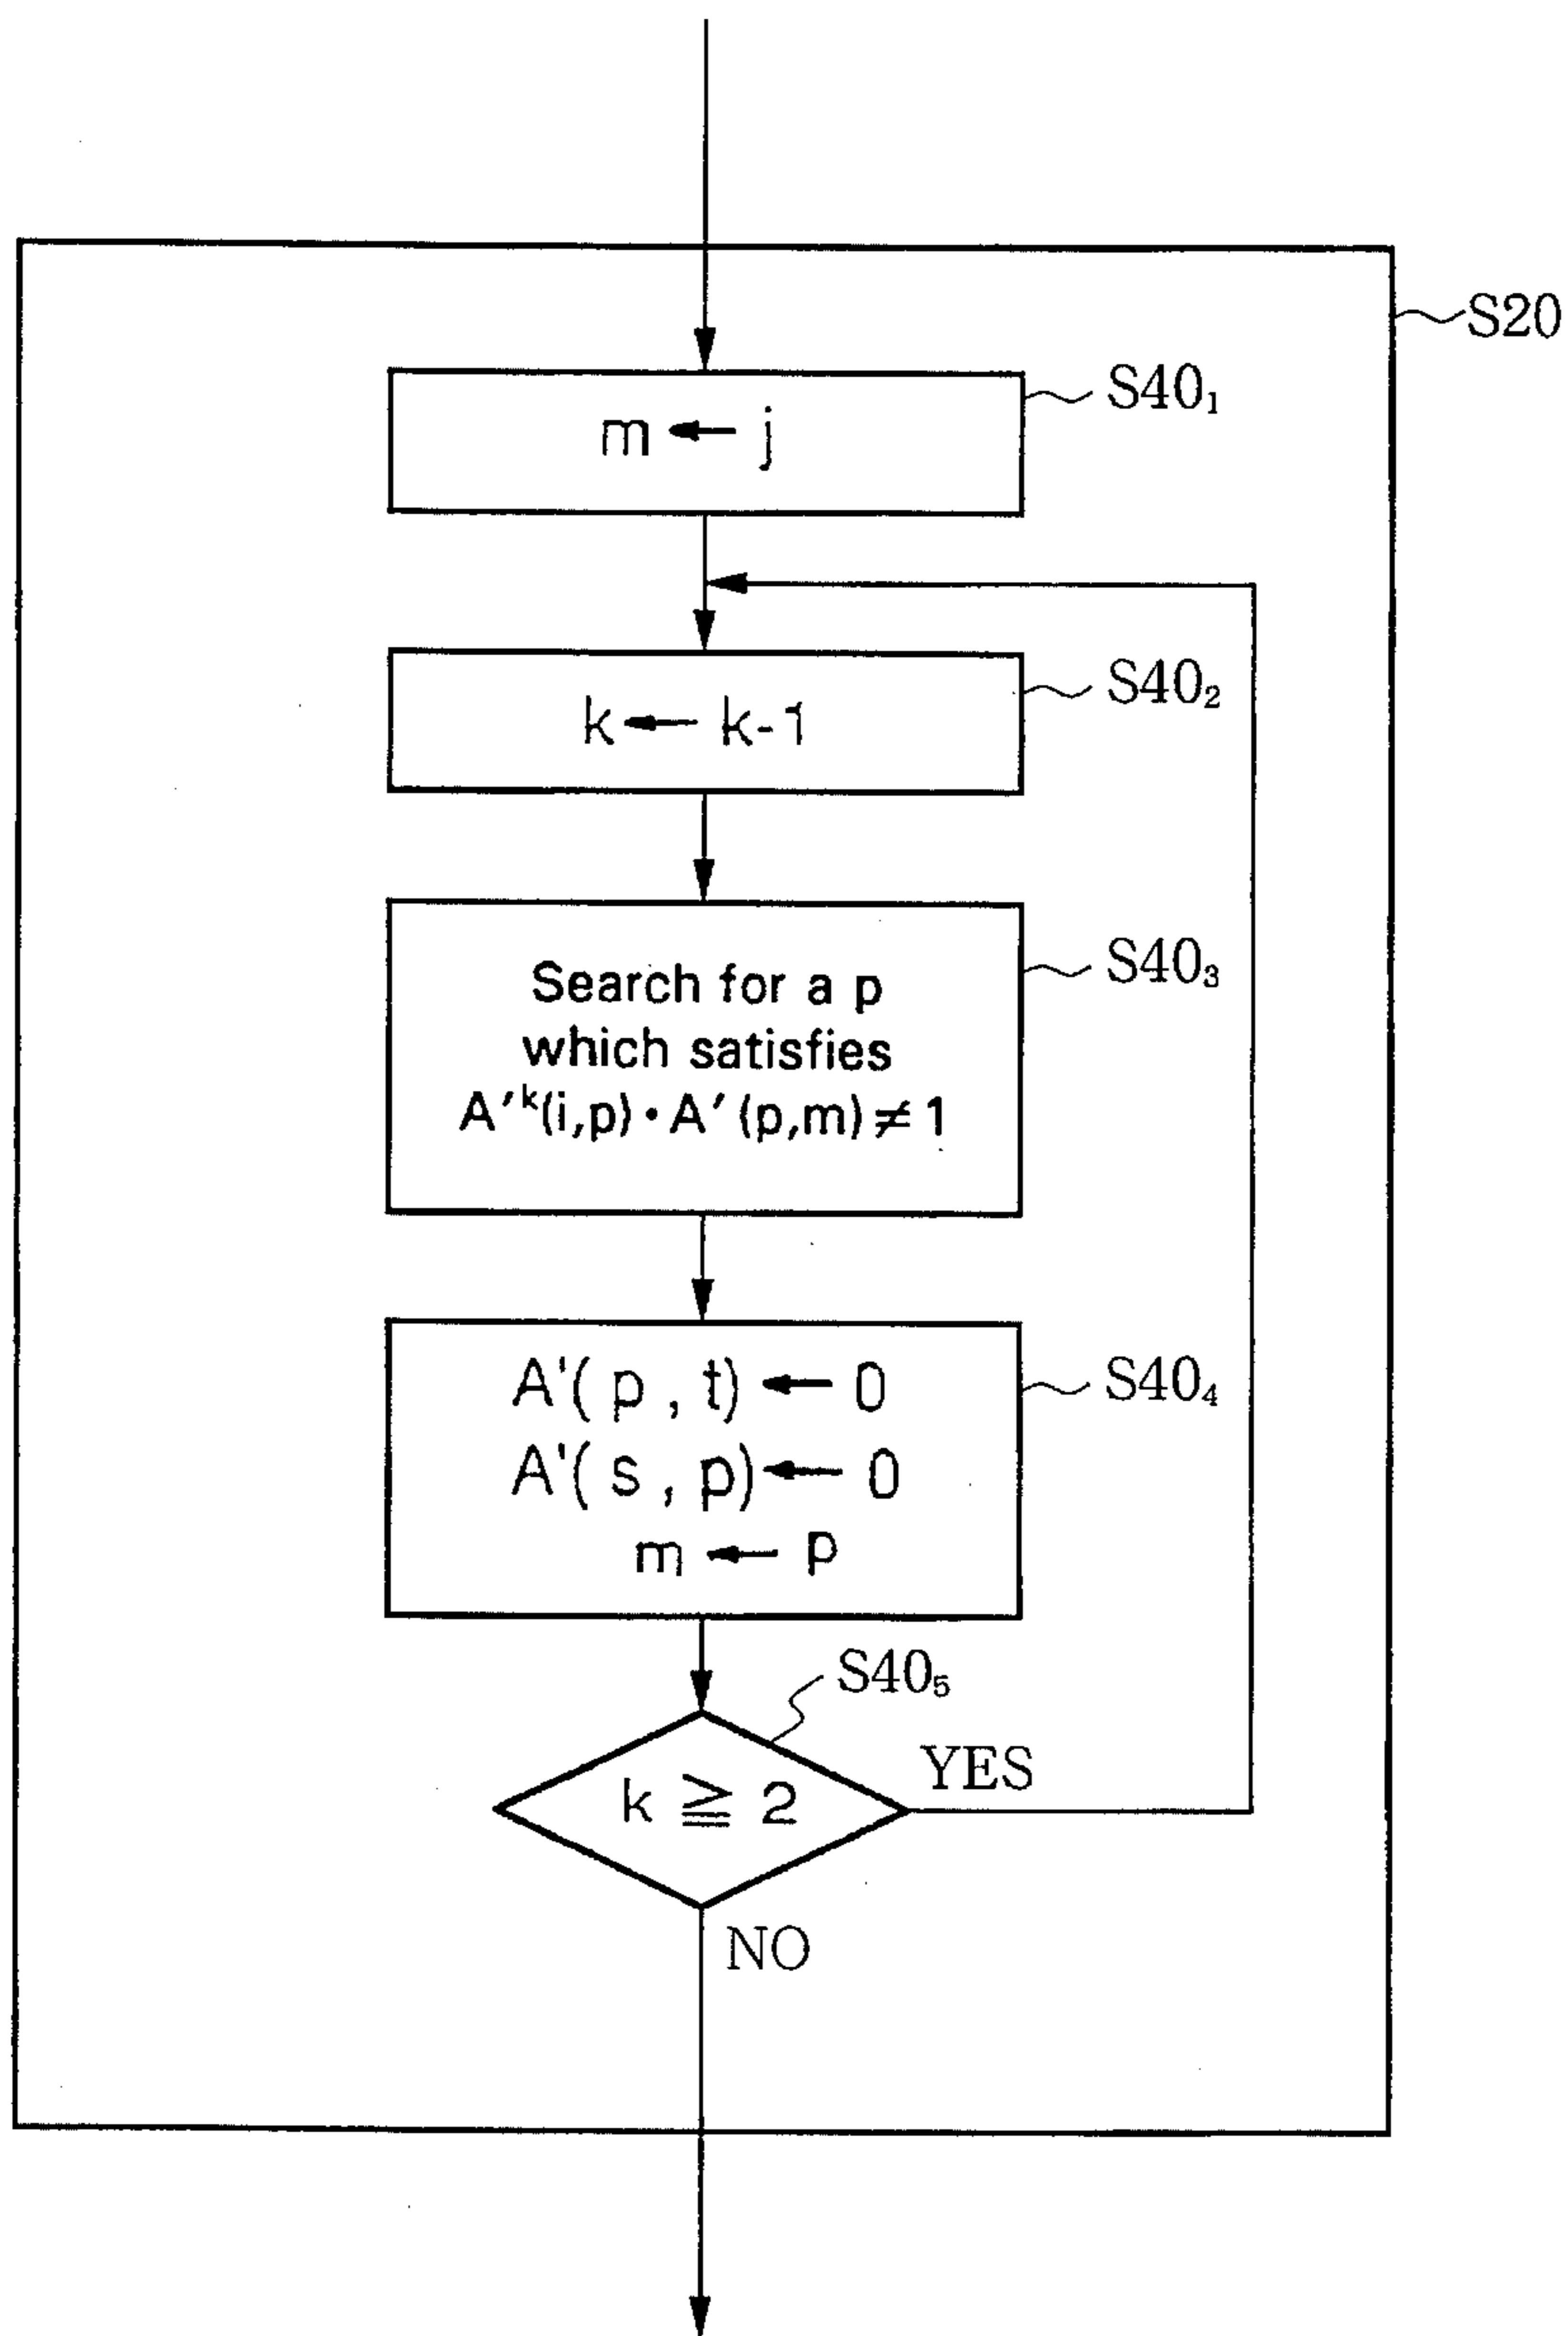 S20
S40₁
m ← j
S40₂
k ← k-1
S40₃
Search for a p
which satisfies
A′ᵏ(i,p)・A′(p,m)≠1
S40₄
A'(p,t) ← 0
A'(s,p) ← 0
m ← p
S40₅
k ≧ 2
YES
NO